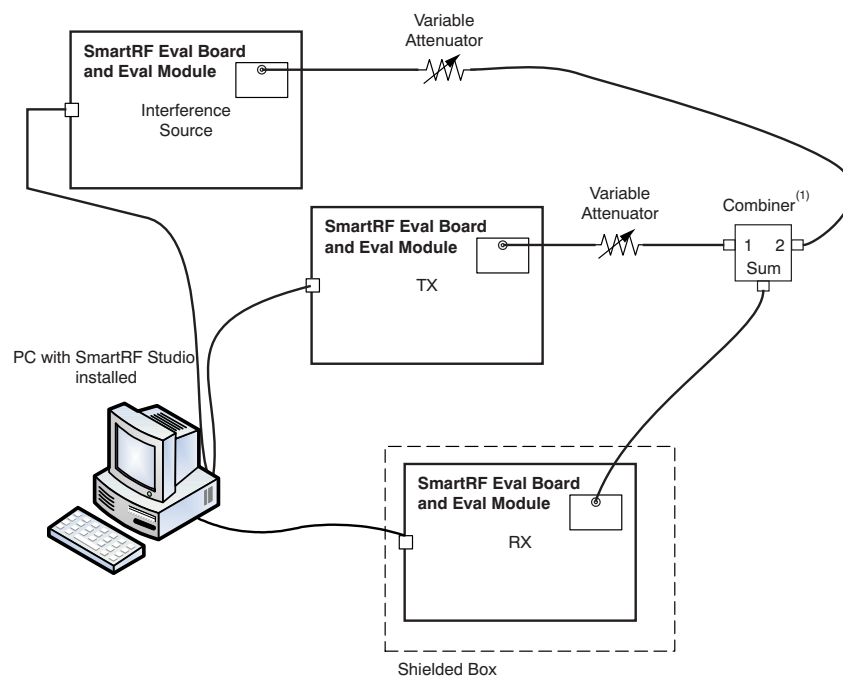 Variable
Attenuator
SmartRF Eval Board
and Eval Module
Interference
Source
Variable
Attenuator
Combiner(1)
SmartRF Eval Board
and Eval Module
TX
1 2
Sum
PC with SmartRF Studio
installed
SmartRF Eval Board
and Eval Module
RX
Shielded Box